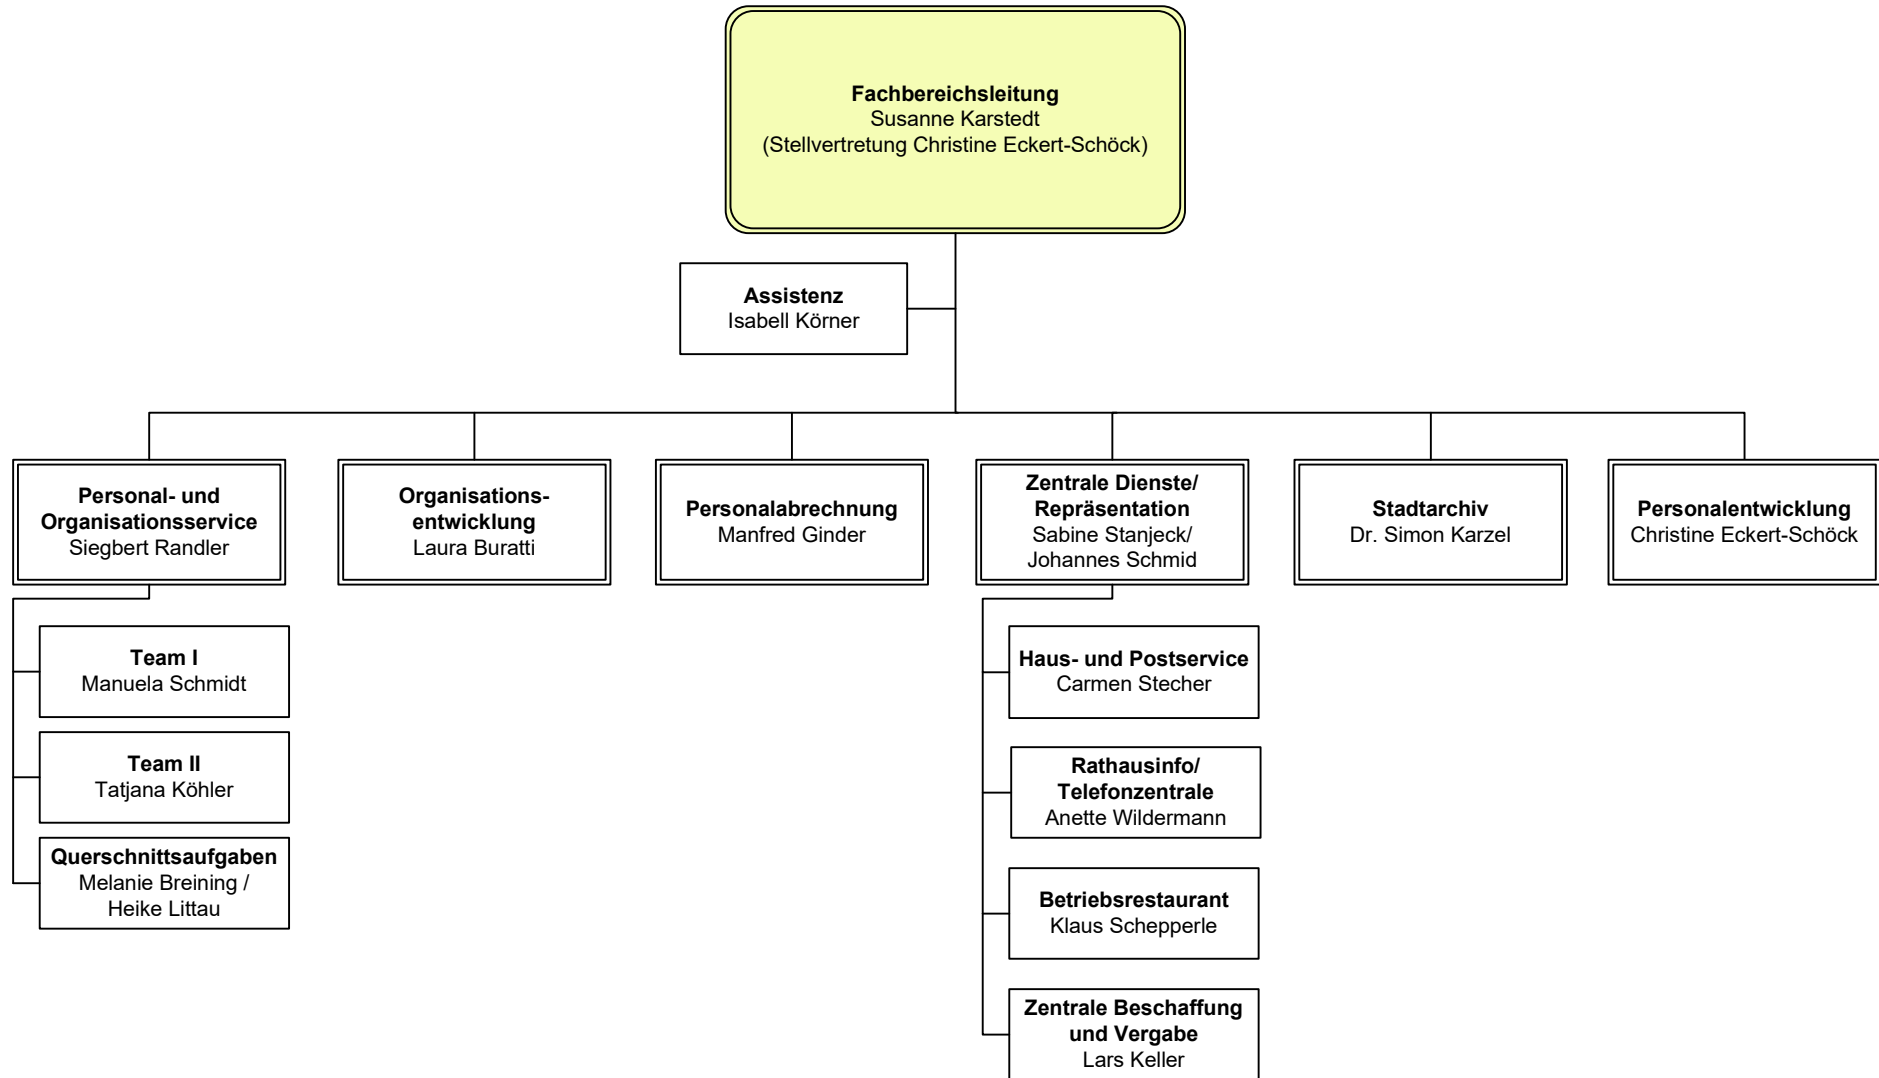 Fachbereichsleitung
Susanne Karstedt
(Stellvertretung Christine Eckert-Schöck)
Assistenz
Isabell Körner
Personal- und
Organisationsservice
Siegbert Randler
Organisations-
entwicklung
Laura Buratti
Personalabrechnung
Manfred Ginder
Zentrale Dienste/
Repräsentation
Sabine Stanjeck/
Johannes Schmid
Stadtarchiv
Dr. Simon Karzel
Personalentwicklung
Christine Eckert-Schöck
Team I
Manuela Schmidt
Team II
Tatjana Köhler
Querschnittsaufgaben
Melanie Breining /
Heike Littau
Haus- und Postservice
Carmen Stecher
Rathausinfo/
Telefonzentrale
Anette Wildermann
Betriebsrestaurant
Klaus Schepperle
Zentrale Beschaffung
und Vergabe
Lars Keller